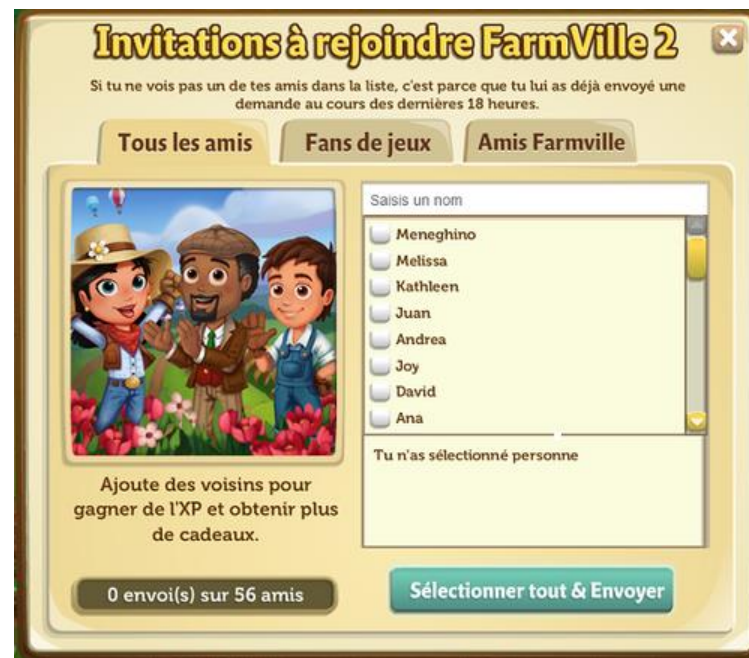 Invitations à rejoindre FarmVille 2
Si tu ne vois pas un de tes amis dans la liste, c'est parce que tu lui as déjà envoyé une
demande au cours des dernières 18 heures.
Tous les amis
Fans de jeux
Amis Farmville
Saisis un nom
Meneghino
Melissa
Kathleen
Juan
Andrea
Joy
David
Ana
Tu n'as sélectionné personne
Ajoute des voisins pour
gagner de l'XP et obtenir plus
de cadeaux.
0 envoi(s) sur 56 amis
Sélectionner tout & Envoyer